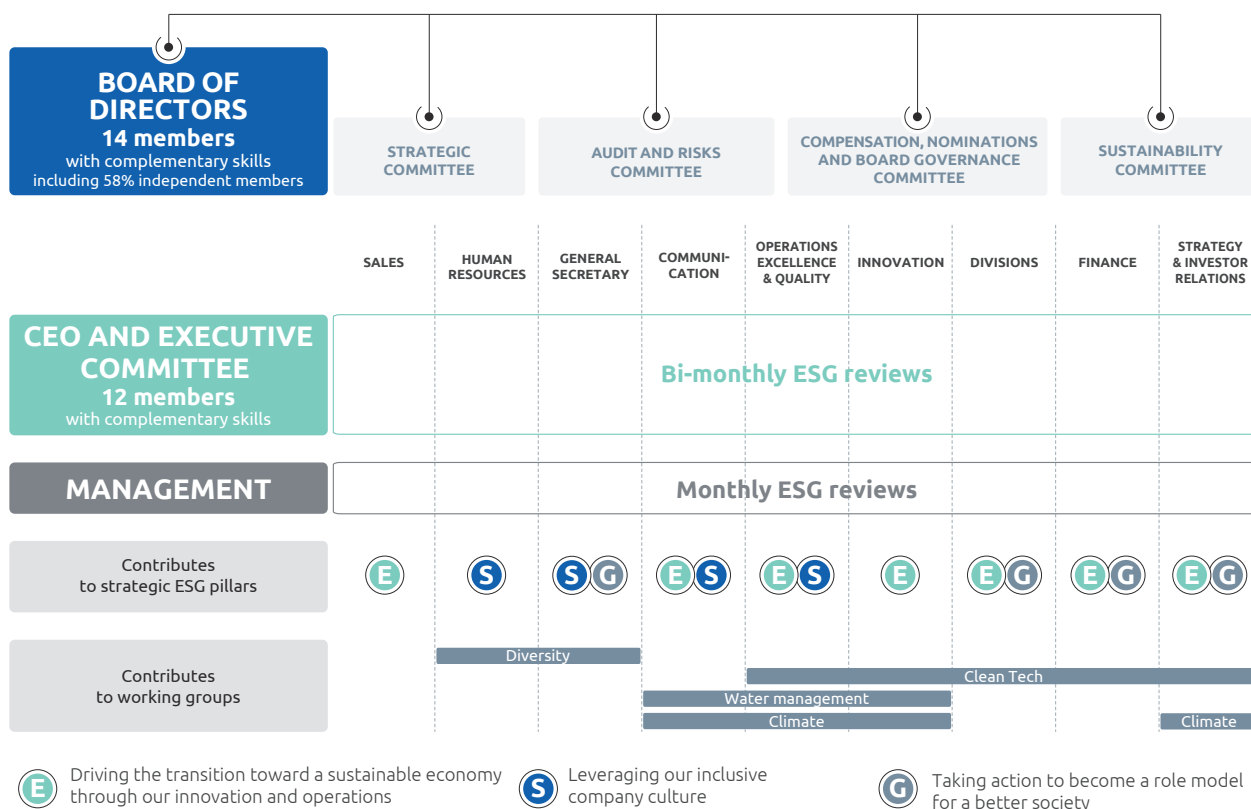 BOARD OF
DIRECTORS
14 members
with complementary skills
including 58% independent members
STRATEGIC
COMMITTEE
AUDIT AND RISKS
COMMITTEE
COMPENSATION, NOMINATIONS
AND BOARD GOVERNANCE
COMMITTEE
SUSTAINABILITY
COMMITTEE
SALES
HUMAN
RESOURCES
GENERAL
SECRETARY
COMMUNI-
CATION
OPERATIONS
EXCELLENCE
& QUALITY
INNOVATION
DIVISIONS
FINANCE
STRATEGY
& INVESTOR
RELATIONS
CEO AND EXECUTIVE
COMMITTEE
12 members
with complementary skills
Bi-monthly ESG reviews
MANAGEMENT
Monthly ESG reviews
Contributes
to strategic ESG pillars
E
S
S G
E S
E S
E
E G
E G
E G
Contributes
to working groups
Diversity
Clean Tech
Water management
Climate
Climate
E
Driving the transition toward a sustainable economy
through our innovation and operations
S
Leveraging our inclusive
company culture
G
Taking action to become a role model
for a better society